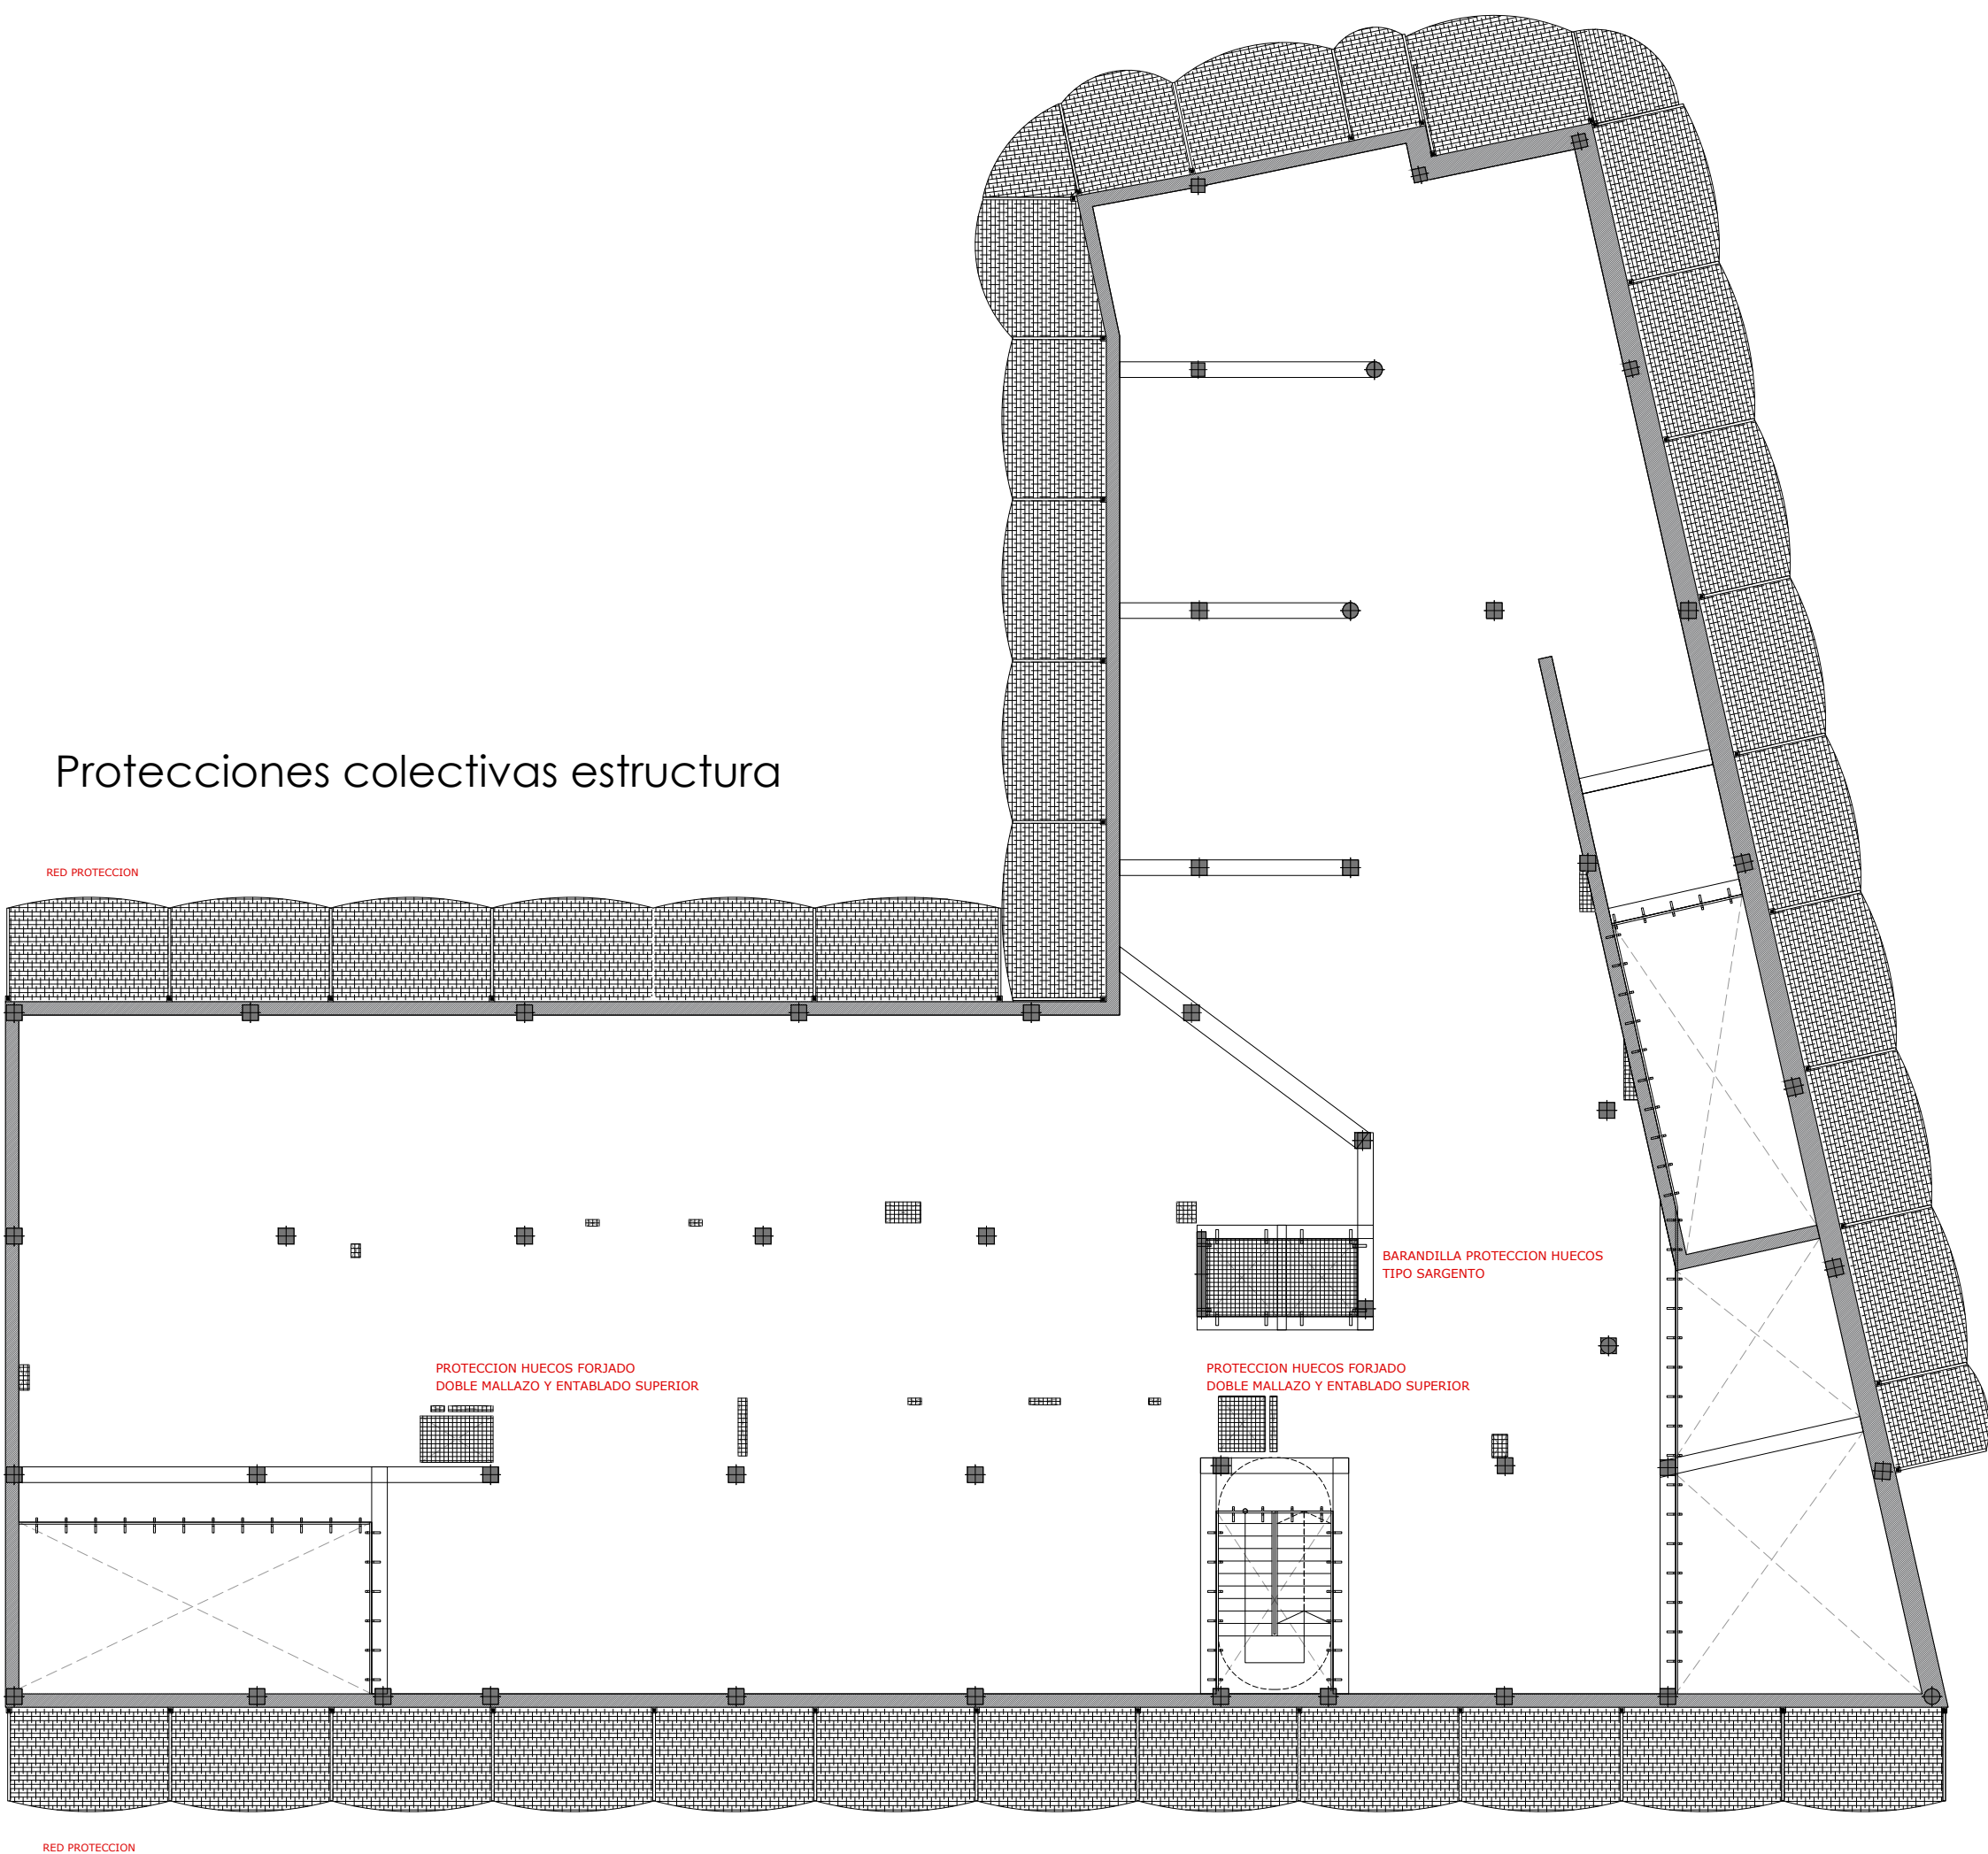 Protecciones colectivas estructura
RED PROTECCION
BARANDILLA PROTECCION HUECOS
TIPO SARGENTO
PROTECCION HUECOS FORJADO
DOBLE MALLAZO Y ENTABLADO SUPERIOR
PROTECCION HUECOS FORJADO
DOBLE MALLAZO Y ENTABLADO SUPERIOR
RED PROTECCION